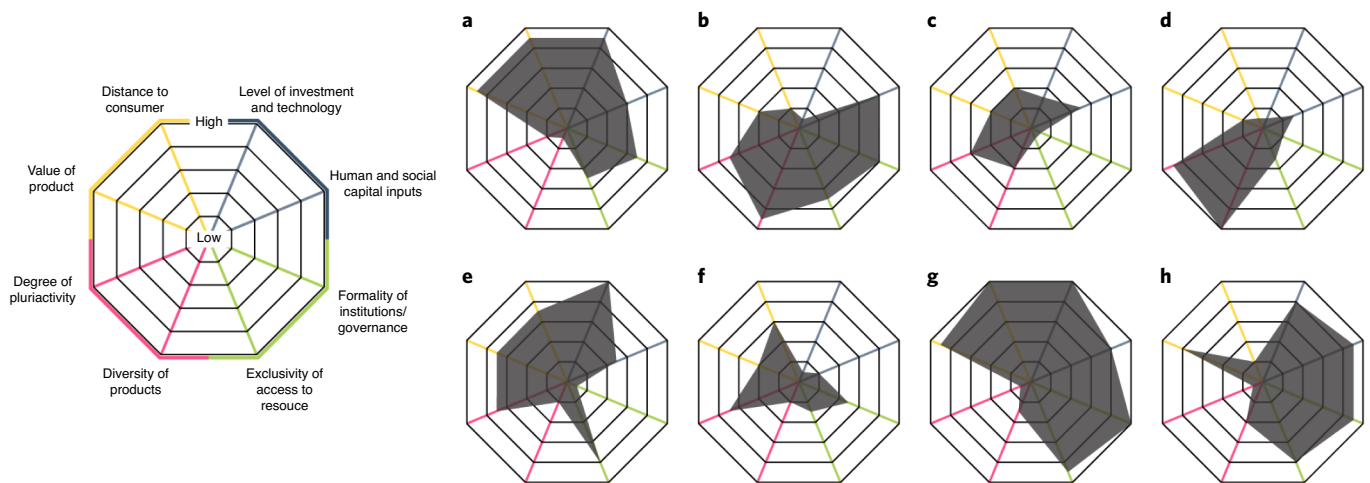 a
b
c
d
Distance to
consumer
Level of investment
and technology
High
Value of
product
Human and social
capital inputs
Low
Degree of
pluriactivity
Formality of
institutions/
governance
Diversity of
products
Exclusivity of
access to
resouce
e
f
g
h